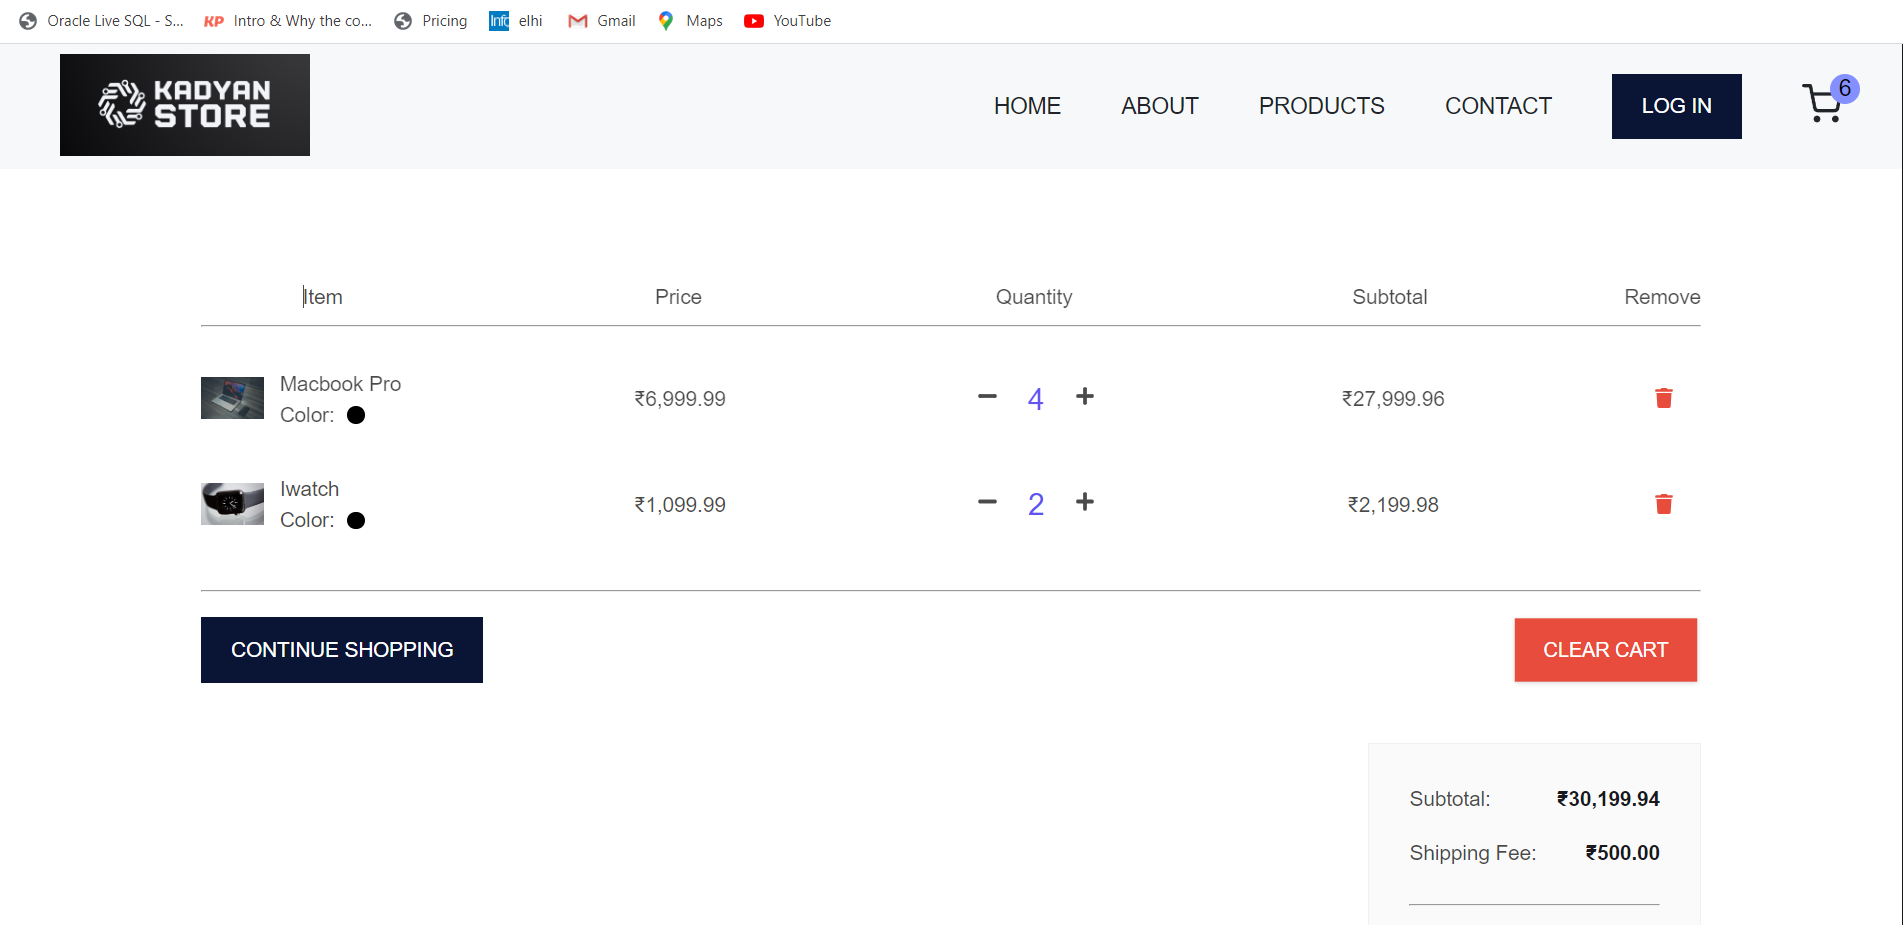 Oracle Live SQL - S... KP Intro & Why the co... Pricing Info elhi Gmail Maps YouTube
KADYAN
STORE
HOME ABOUT PRODUCTS CONTACT LOG IN 6
Item Price Quantity Subtotal Remove
Macbook Pro
Color:
₹6,999.99 4 ₹27,999.96
Iwatch
Color:
₹1,099.99 2 ₹2,199.98
CONTINUE SHOPPING CLEAR CART
Subtotal: ₹30,199.94
Shipping Fee: ₹500.00